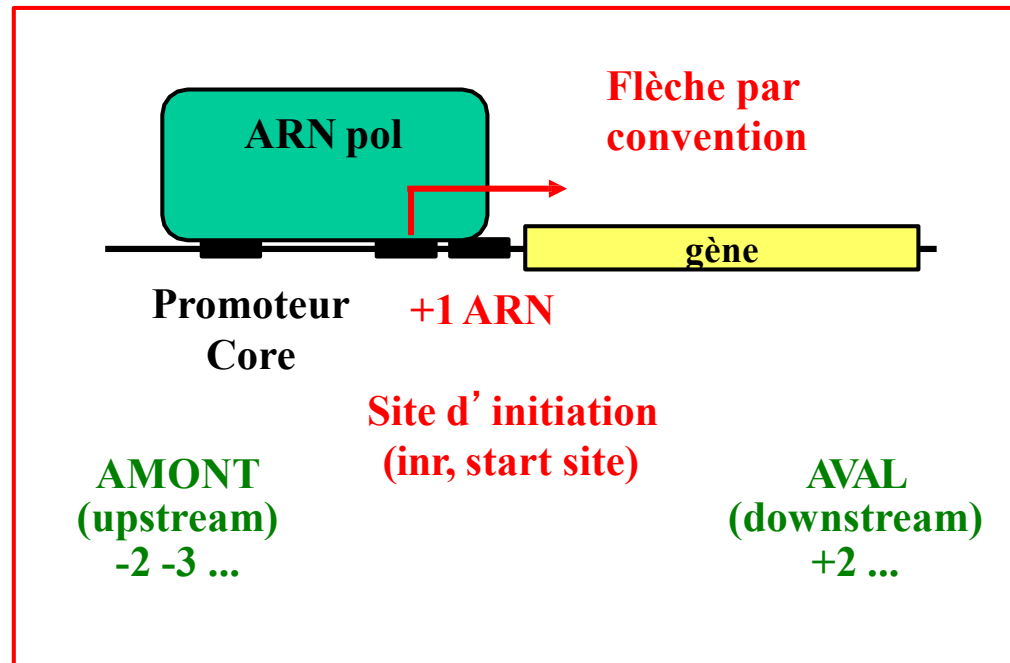 Flèche par
convention
ARN pol
gène
Promoteur
Core
+1 ARN
Site d’ initiation
(inr, start site)
AMONT
(upstream)
-2 -3 ...
AVAL
(downstream)
+2 ...